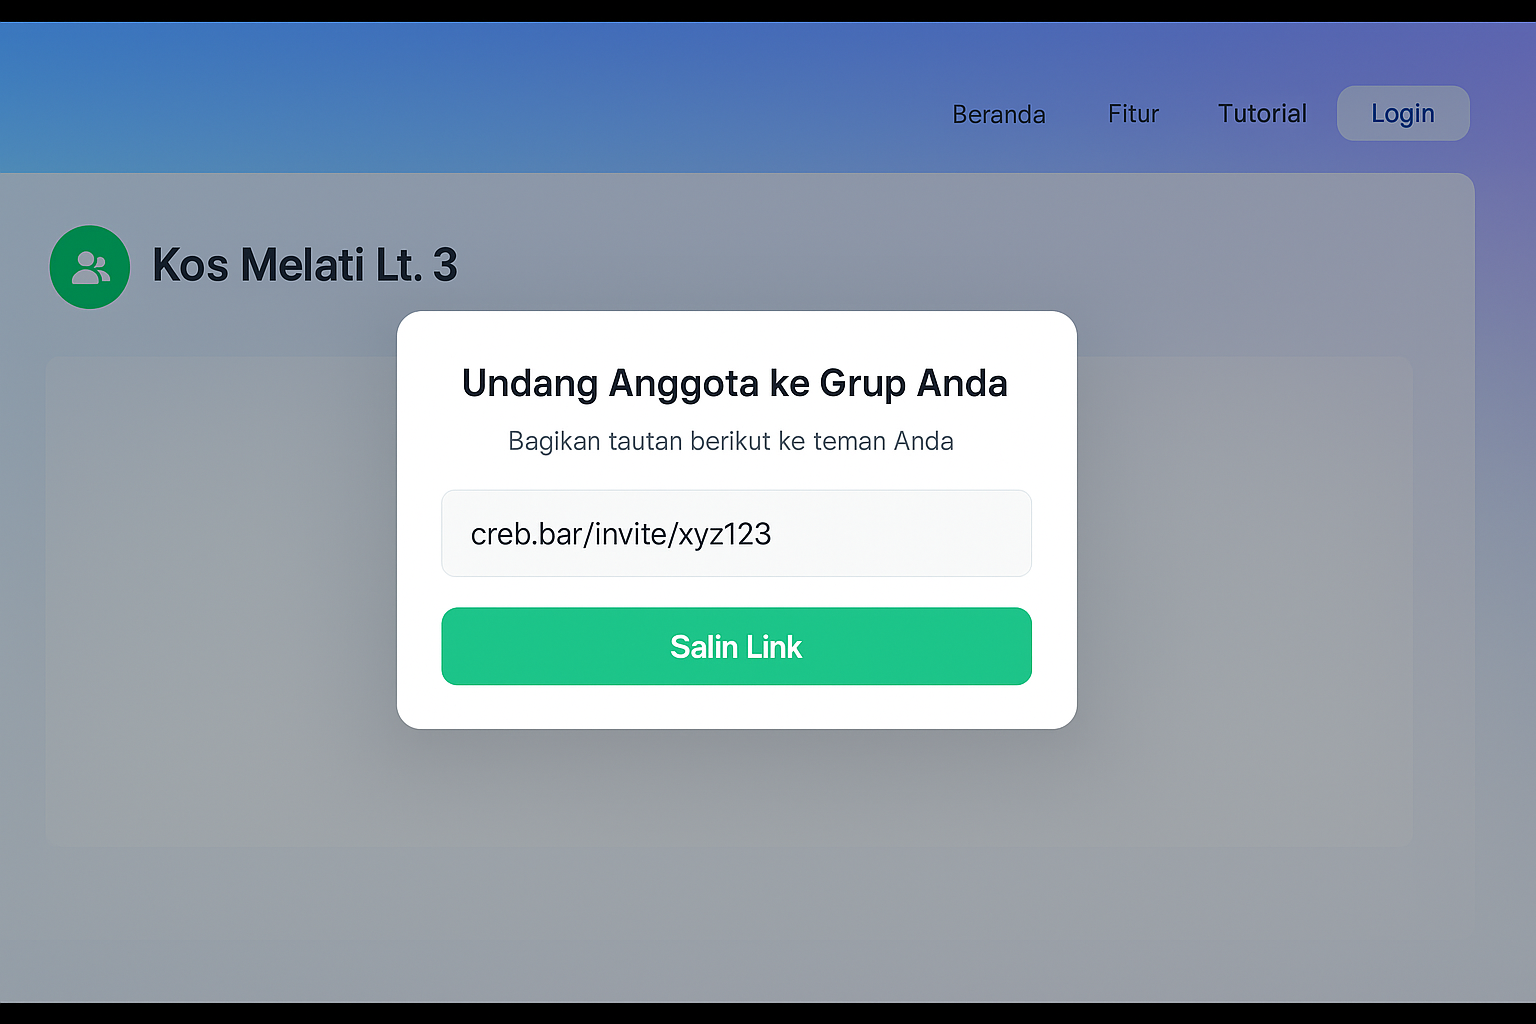 Beranda Fitur Tutorial Login
Kos Melati Lt. 3
Undang Anggota ke Grup Anda
Bagikan tautan berikut ke teman Anda
creb.bar/invite/xyz123
Salin Link